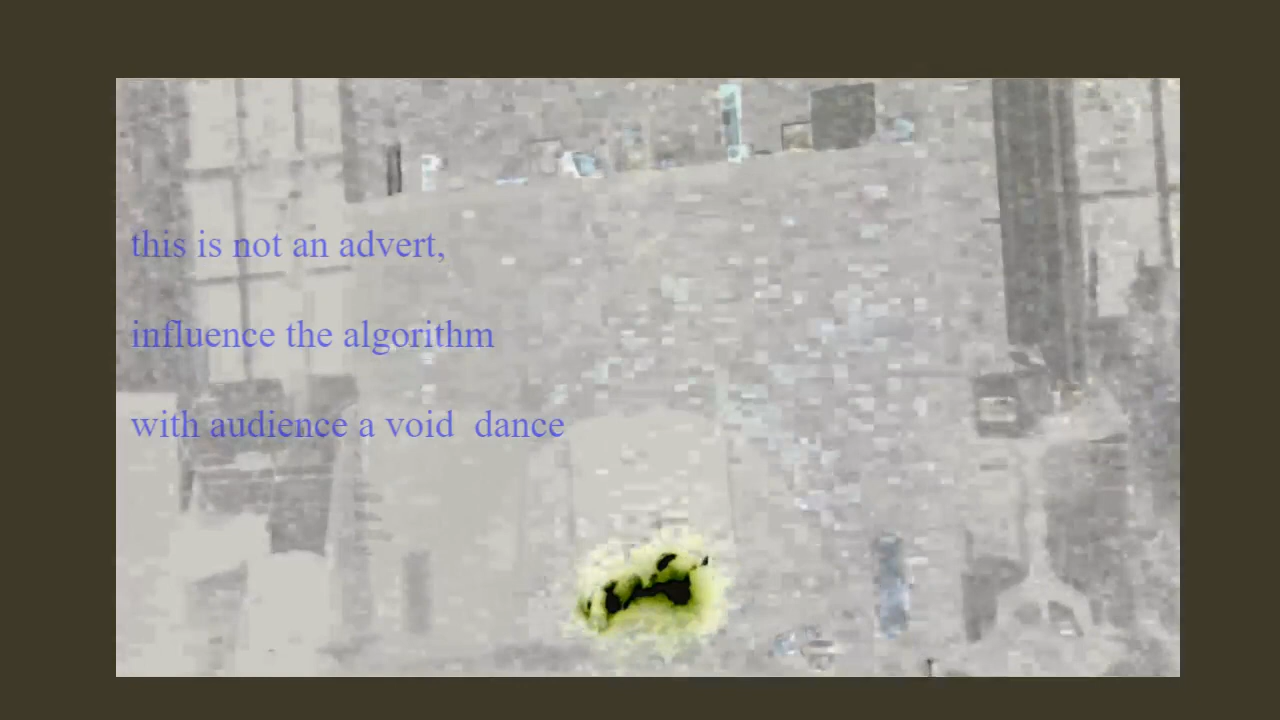 this is not an advert,
influence the algorithm
with audience a void  dance